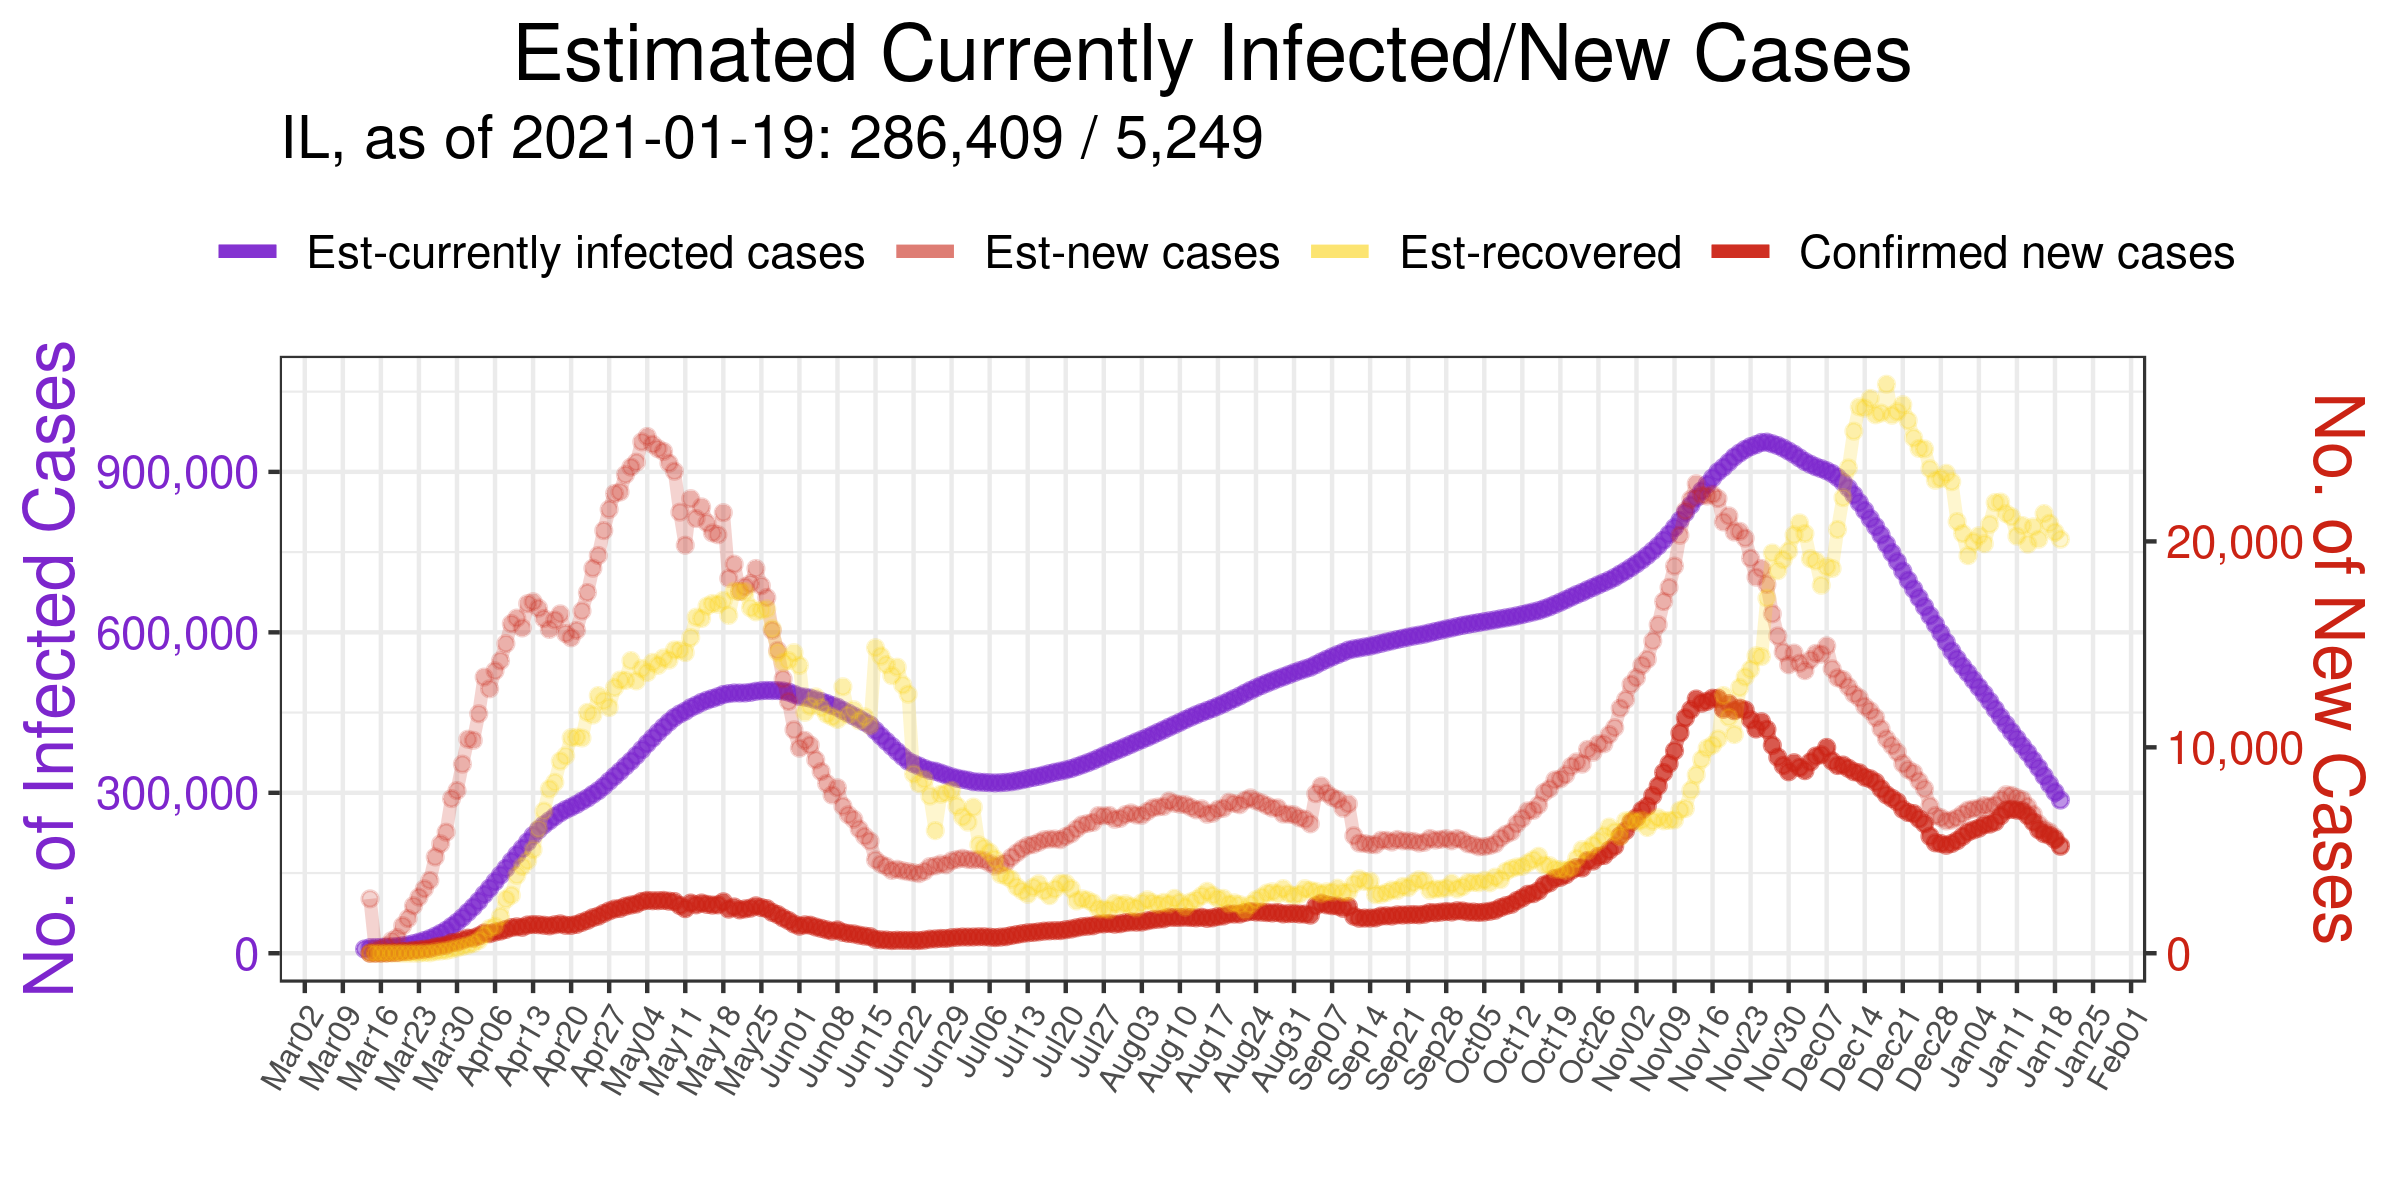 Estimated Currently Infected/New Cases
IL, as of 2021-01-19: 286,409 / 5,249
Est-currently infected cases Est-new cases Est-recovered Confirmed new cases
No. of Infected Cases
900,000
600,000
300,000
0
20,000
10,000
0
No. of New Cases
Mar02 Mar09 Mar16 Mar23 Mar30 Apr06 Apr13 Apr20 Apr27 May04 May11 May18 May25 Jun01 Jun08 Jun15 Jun22 Jun29 Jul06 Jul13 Jul20 Jul27 Aug03 Aug10 Aug17 Aug24 Aug31 Sep07 Sep14 Sep21 Sep28 Oct05 Oct12 Oct19 Oct26 Nov02 Nov09 Nov16 Nov23 Nov30 Dec07 Dec14 Dec21 Dec28 Jan04 Jan11 Jan18 Jan25 Feb01